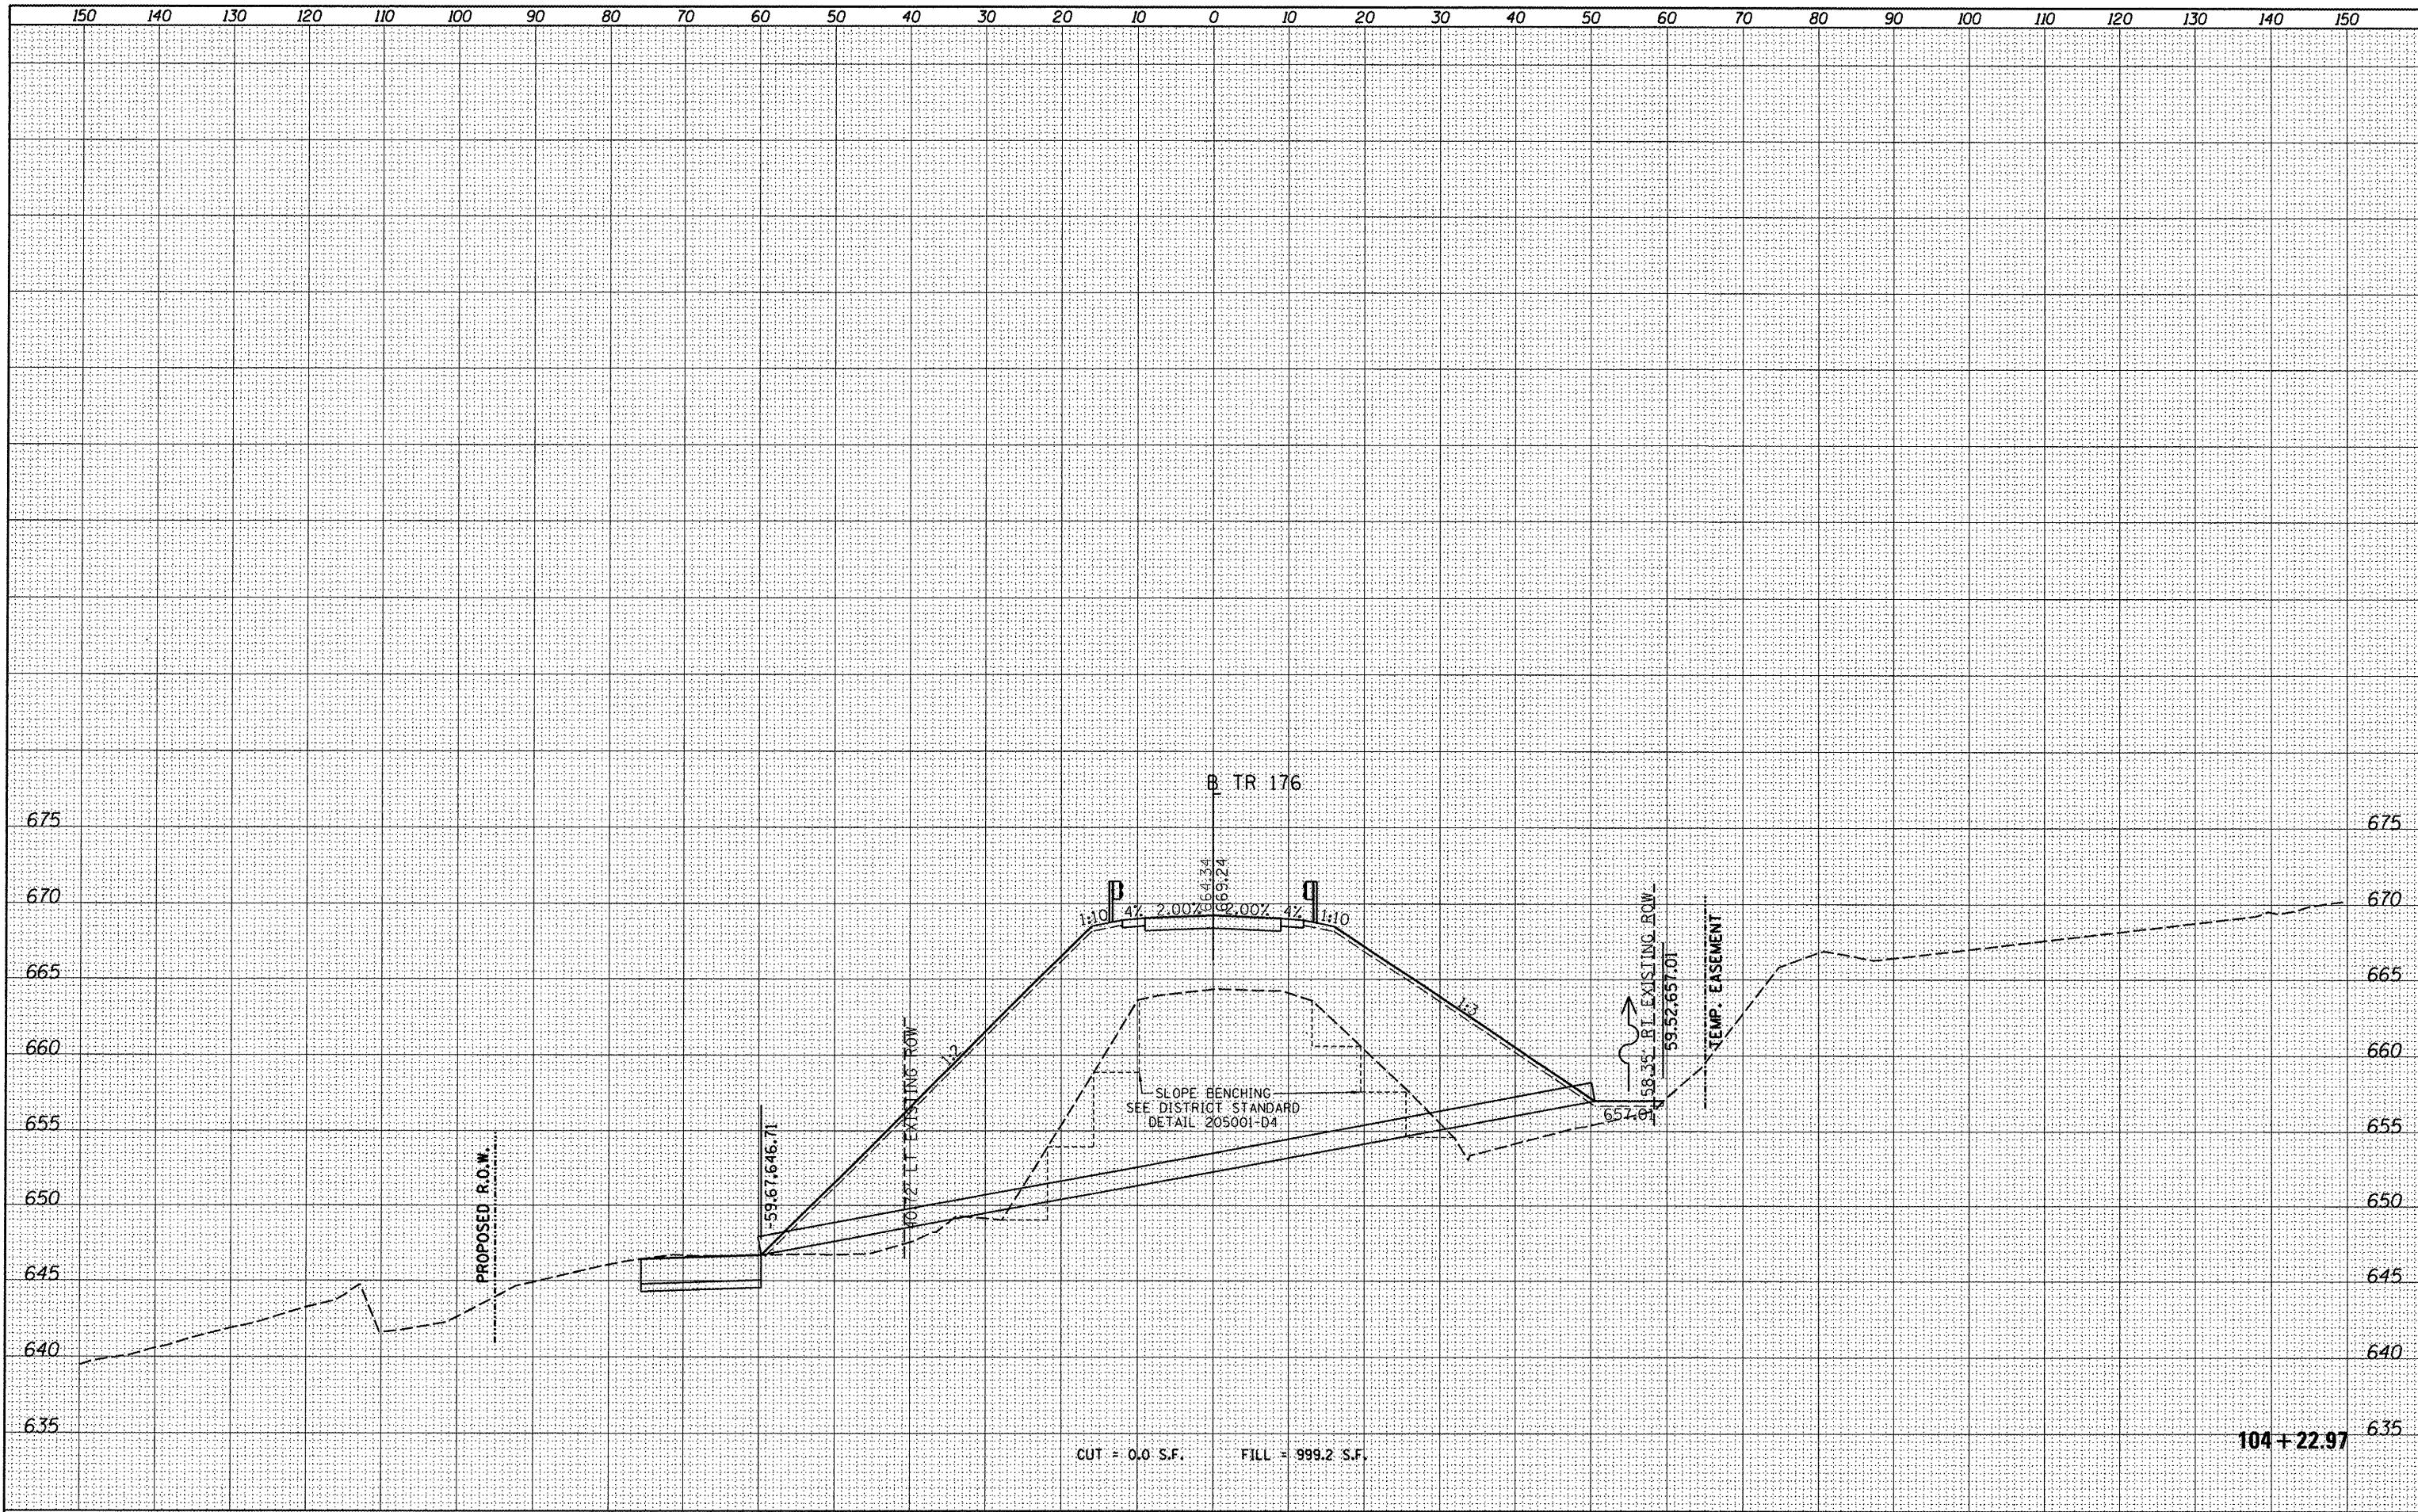 150 140 130 120 110 100 90 80 70 60 50 40 30 20 10 0 10 20 30 40 50 60 70 80 90 100 110 120 130 140 150
B TR 176
675 675
664.34
669.24
670 670
1:10 4% 2.00% 2.00% 4% 1:10
58.35' RT EXISTING ROW
59.52,657.01
TEMP. EASEMENT
665 665
1:3
660 660
1:2
40.72' LT EXISTING ROW
SLOPE BENCHING
SEE DISTRICT STANDARD
DETAIL 205001-D4
657.01
655 655
PROPOSED R.O.W.
-59.67,646.71
650 650
645 645
640 640
635 635
104 + 22.97
CUT = 0.0 S.F. FILL = 999.2 S.F.